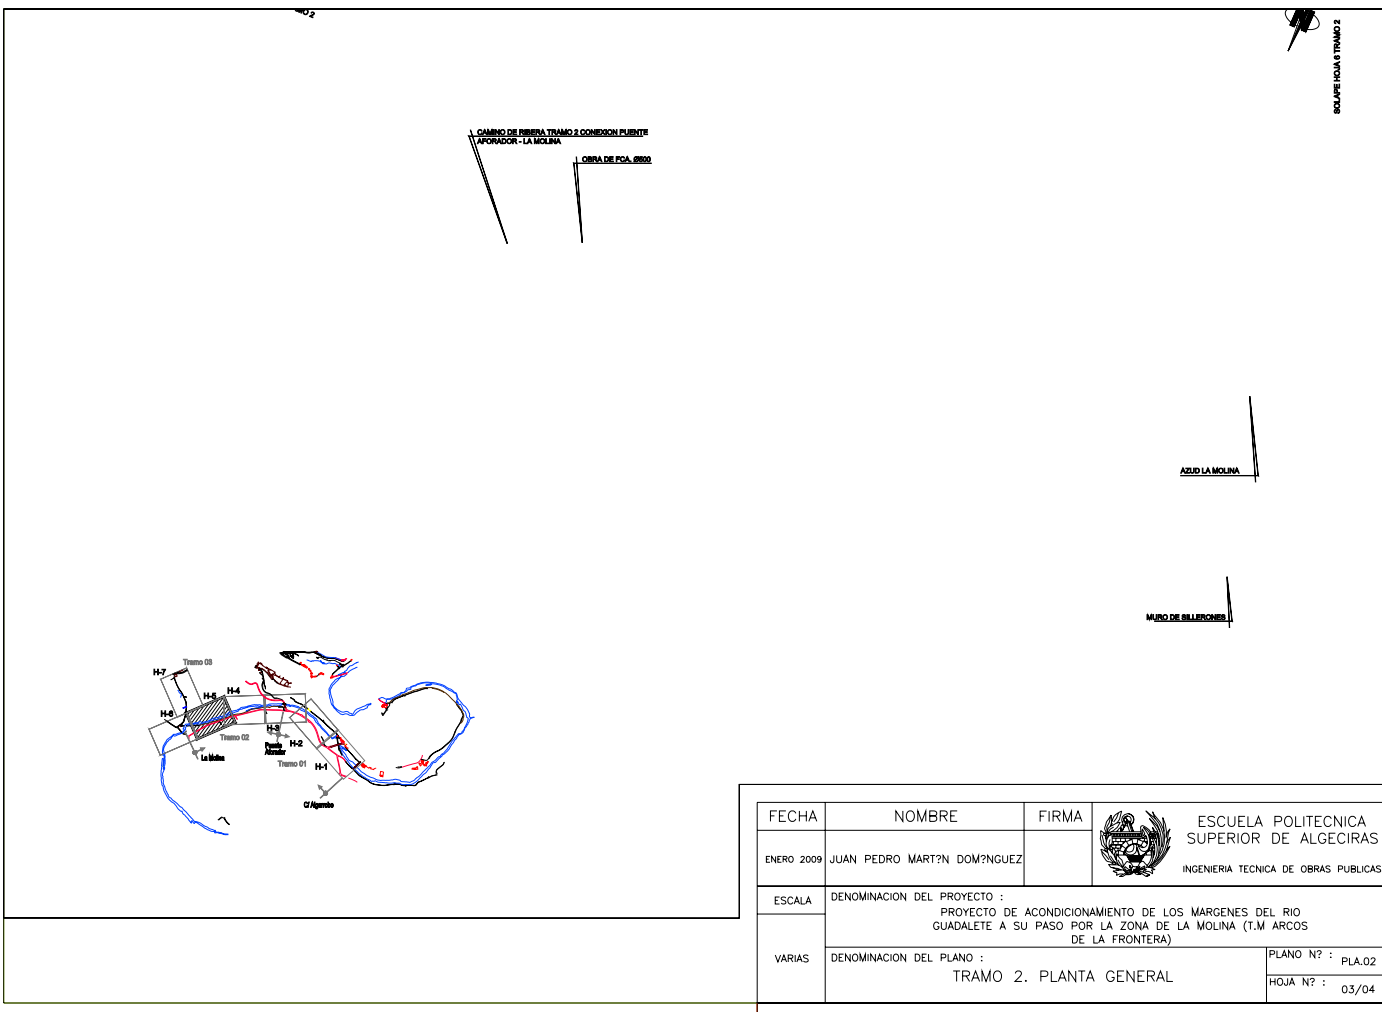 MO 2
SOLAPE HOJA 6 TRAMO 2
CAMINO DE RIBERA TRAMO 2 CONEXION PUENTE
AFORADOR - LA MOLINA
OBRA DE FCA. Ø600
AZUD LA MOLINA
MURO DE SILLERONES
Tramo 03
H-7
H-5
H-4
H-6
Tramo 02
H-3
H-2
Puente
Aforador
La Molina
Tramo 01
H-1
C/ Algarrobo
FECHA
NOMBRE
FIRMA
ESCUELA POLITECNICA
SUPERIOR DE ALGECIRAS
ENERO 2009
JUAN PEDRO MART?N DOM?NGUEZ
INGENIERIA TECNICA DE OBRAS PUBLICAS
ESCALA
DENOMINACION DEL PROYECTO :
PROYECTO DE ACONDICIONAMIENTO DE LOS MARGENES DEL RIO
GUADALETE A SU PASO POR LA ZONA DE LA MOLINA (T.M ARCOS
DE LA FRONTERA)
VARIAS
DENOMINACION DEL PLANO :
TRAMO 2. PLANTA GENERAL
PLANO N? :
PLA.02
HOJA N? :
03/04